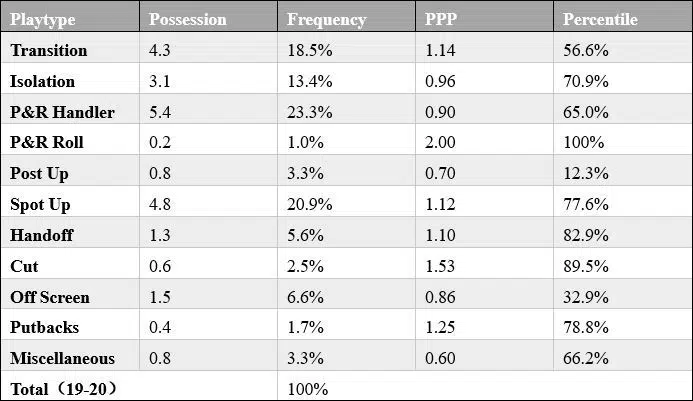 Playtype Possession Frequency PPP Percentile
Transition 4.3 18.5% 1.14 56.6%
Isolation 3.1 13.4% 0.96 70.9%
P&R Handler 5.4 23.3% 0.90 65.0%
P&R Roll 0.2 1.0% 2.00 100%
Post Up 0.8 3.3% 0.70 12.3%
Spot Up 4.8 20.9% 1.12 77.6%
Handoff 1.3 5.6% 1.10 82.9%
Cut 0.6 2.5% 1.53 89.5%
Off Screen 1.5 6.6% 0.86 32.9%
Putbacks 0.4 1.7% 1.25 78.8%
Miscellaneous 0.8 3.3% 0.60 66.2%
Total（19-20） 100%